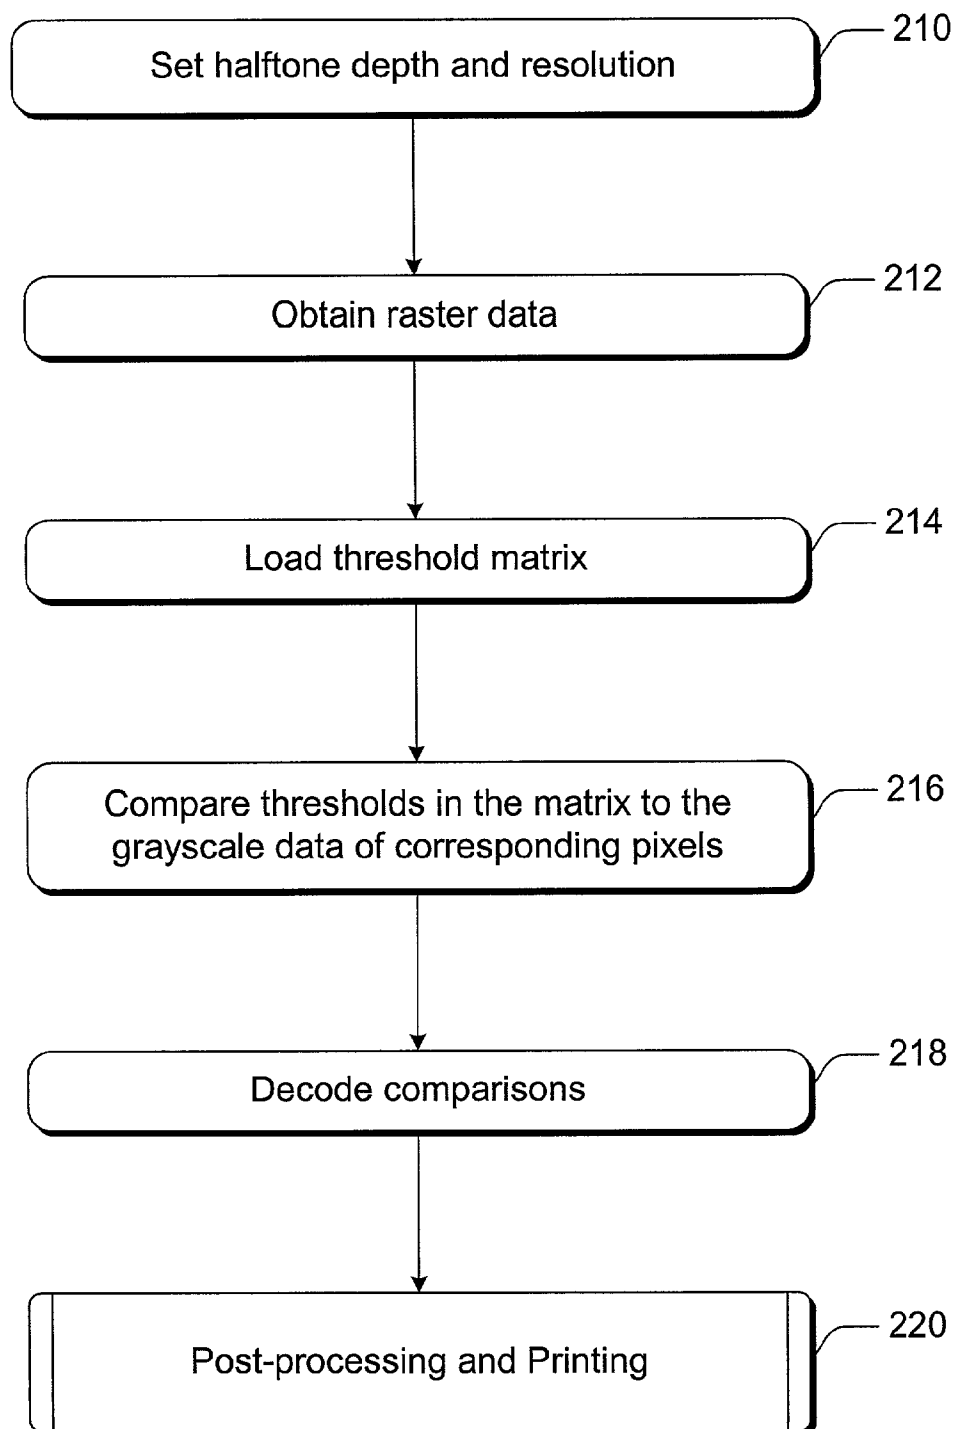 210
Set halftone depth and resolution
212
Obtain raster data
214
Load threshold matrix
216
Compare thresholds in the matrix to the
grayscale data of corresponding pixels
218
Decode comparisons
220
Post-processing and Printing